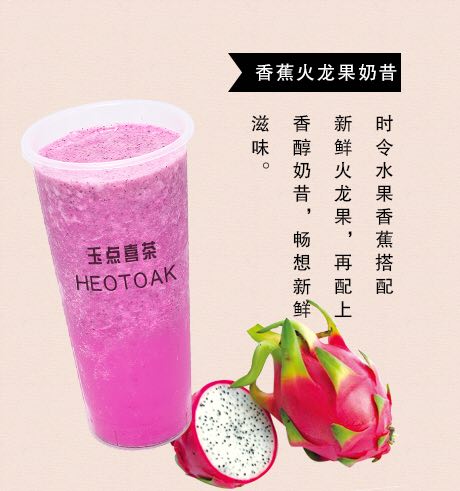 香蕉火龙果奶昔
时令水果香蕉搭配
新鲜火龙果，再配上
香醇奶昔，畅想新鲜
滋味。
玉点喜茶
HEOTOAK